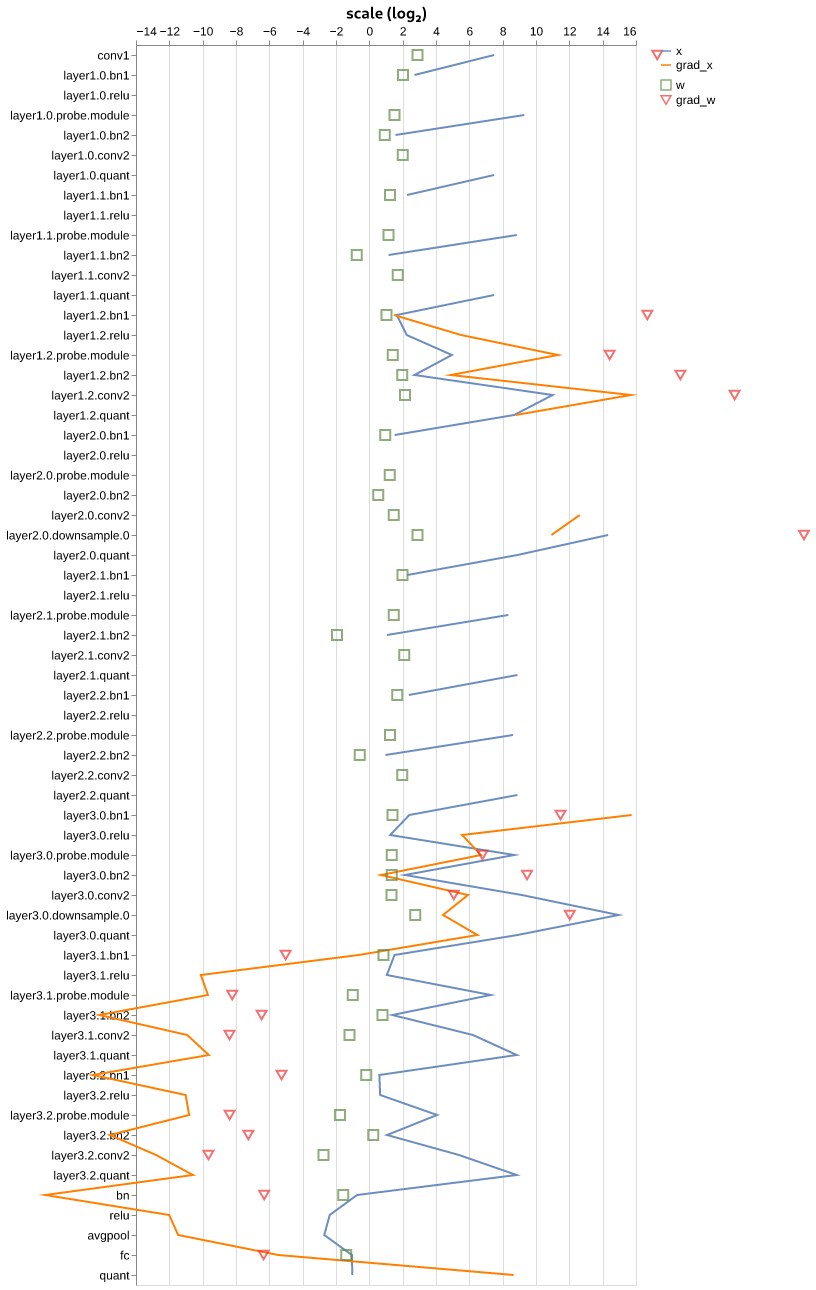 scale (log₂)
−14 −12 −10 −8 −6 −4 −2 0 2 4 6 8 10 12 14 16
x
grad_x
w
grad_w
conv1
layer1.0.bn1
layer1.0.relu
layer1.0.probe.module
layer1.0.bn2
layer1.0.conv2
layer1.0.quant
layer1.1.bn1
layer1.1.relu
layer1.1.probe.module
layer1.1.bn2
layer1.1.conv2
layer1.1.quant
layer1.2.bn1
layer1.2.relu
layer1.2.probe.module
layer1.2.bn2
layer1.2.conv2
layer1.2.quant
layer2.0.bn1
layer2.0.relu
layer2.0.probe.module
layer2.0.bn2
layer2.0.conv2
layer2.0.downsample.0
layer2.0.quant
layer2.1.bn1
layer2.1.relu
layer2.1.probe.module
layer2.1.bn2
layer2.1.conv2
layer2.1.quant
layer2.2.bn1
layer2.2.relu
layer2.2.probe.module
layer2.2.bn2
layer2.2.conv2
layer2.2.quant
layer3.0.bn1
layer3.0.relu
layer3.0.probe.module
layer3.0.bn2
layer3.0.conv2
layer3.0.downsample.0
layer3.0.quant
layer3.1.bn1
layer3.1.relu
layer3.1.probe.module
layer3.1.bn2
layer3.1.conv2
layer3.1.quant
layer3.2.bn1
layer3.2.relu
layer3.2.probe.module
layer3.2.bn2
layer3.2.conv2
layer3.2.quant
bn
relu
avgpool
fc
quant